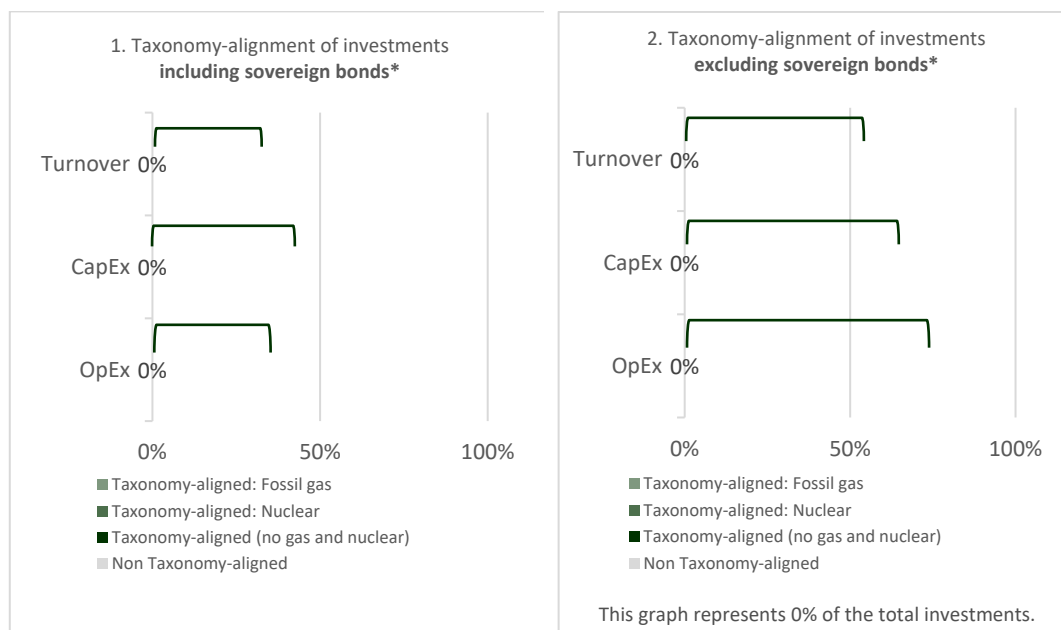 1. Taxonomy-alignment of investments
including sovereign bonds*
Turnover 0%
CapEx 0%
OpEx 0%
0% 50% 100%
Taxonomy-aligned: Fossil gas
Taxonomy-aligned: Nuclear
Taxonomy-aligned (no gas and nuclear)
Non Taxonomy-aligned
2. Taxonomy-alignment of investments
excluding sovereign bonds*
Turnover 0%
CapEx 0%
OpEx 0%
0% 50% 100%
Taxonomy-aligned: Fossil gas
Taxonomy-aligned: Nuclear
Taxonomy-aligned (no gas and nuclear)
Non Taxonomy-aligned
This graph represents 0% of the total investments.